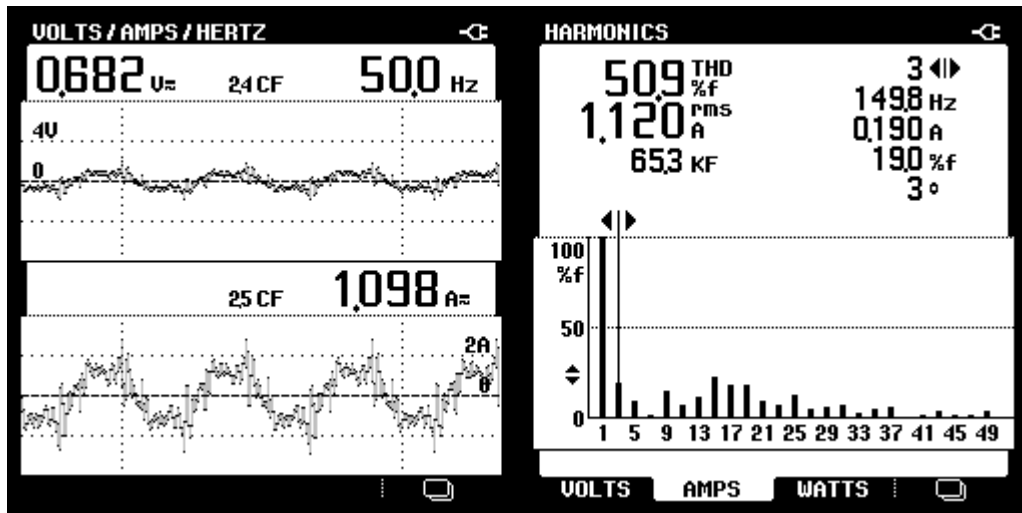 VOLTS/AMPS/HERTZ
0,682 V≂ 2,4 CF 50,0 Hz
4V
0
2,5 CF 1,098 A≂
2A
0
HARMONICS
50,9 THD %f
1,120 rms A
65,3 KF
3
149,8 Hz
0,190 A
19,0 %f
3 °
100
%f
50
0
1 5 9 13 17 21 25 29 33 37 41 45 49
VOLTS AMPS WATTS